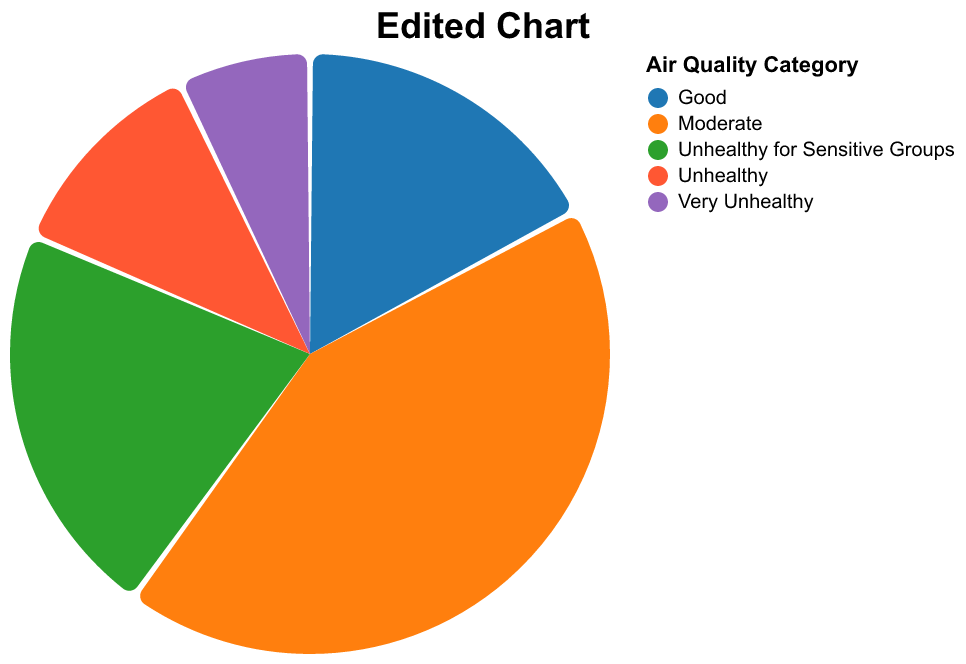 Edited Chart
Air Quality Category
Good
Moderate
Unhealthy for Sensitive Groups
Unhealthy
Very Unhealthy